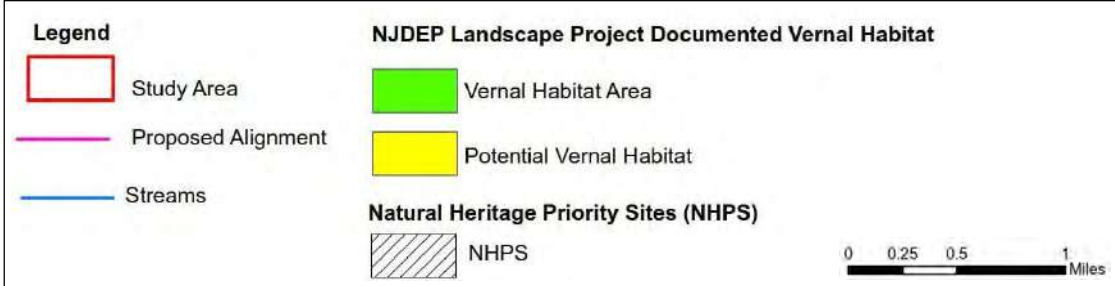 Legend
Study Area
Proposed Alignment
Streams
NJDEP Landscape Project Documented Vernal Habitat
Vernal Habitat Area
Potential Vernal Habitat
Natural Heritage Priority Sites (NHPS)
NHPS
0 0.25 0.5 1
Miles